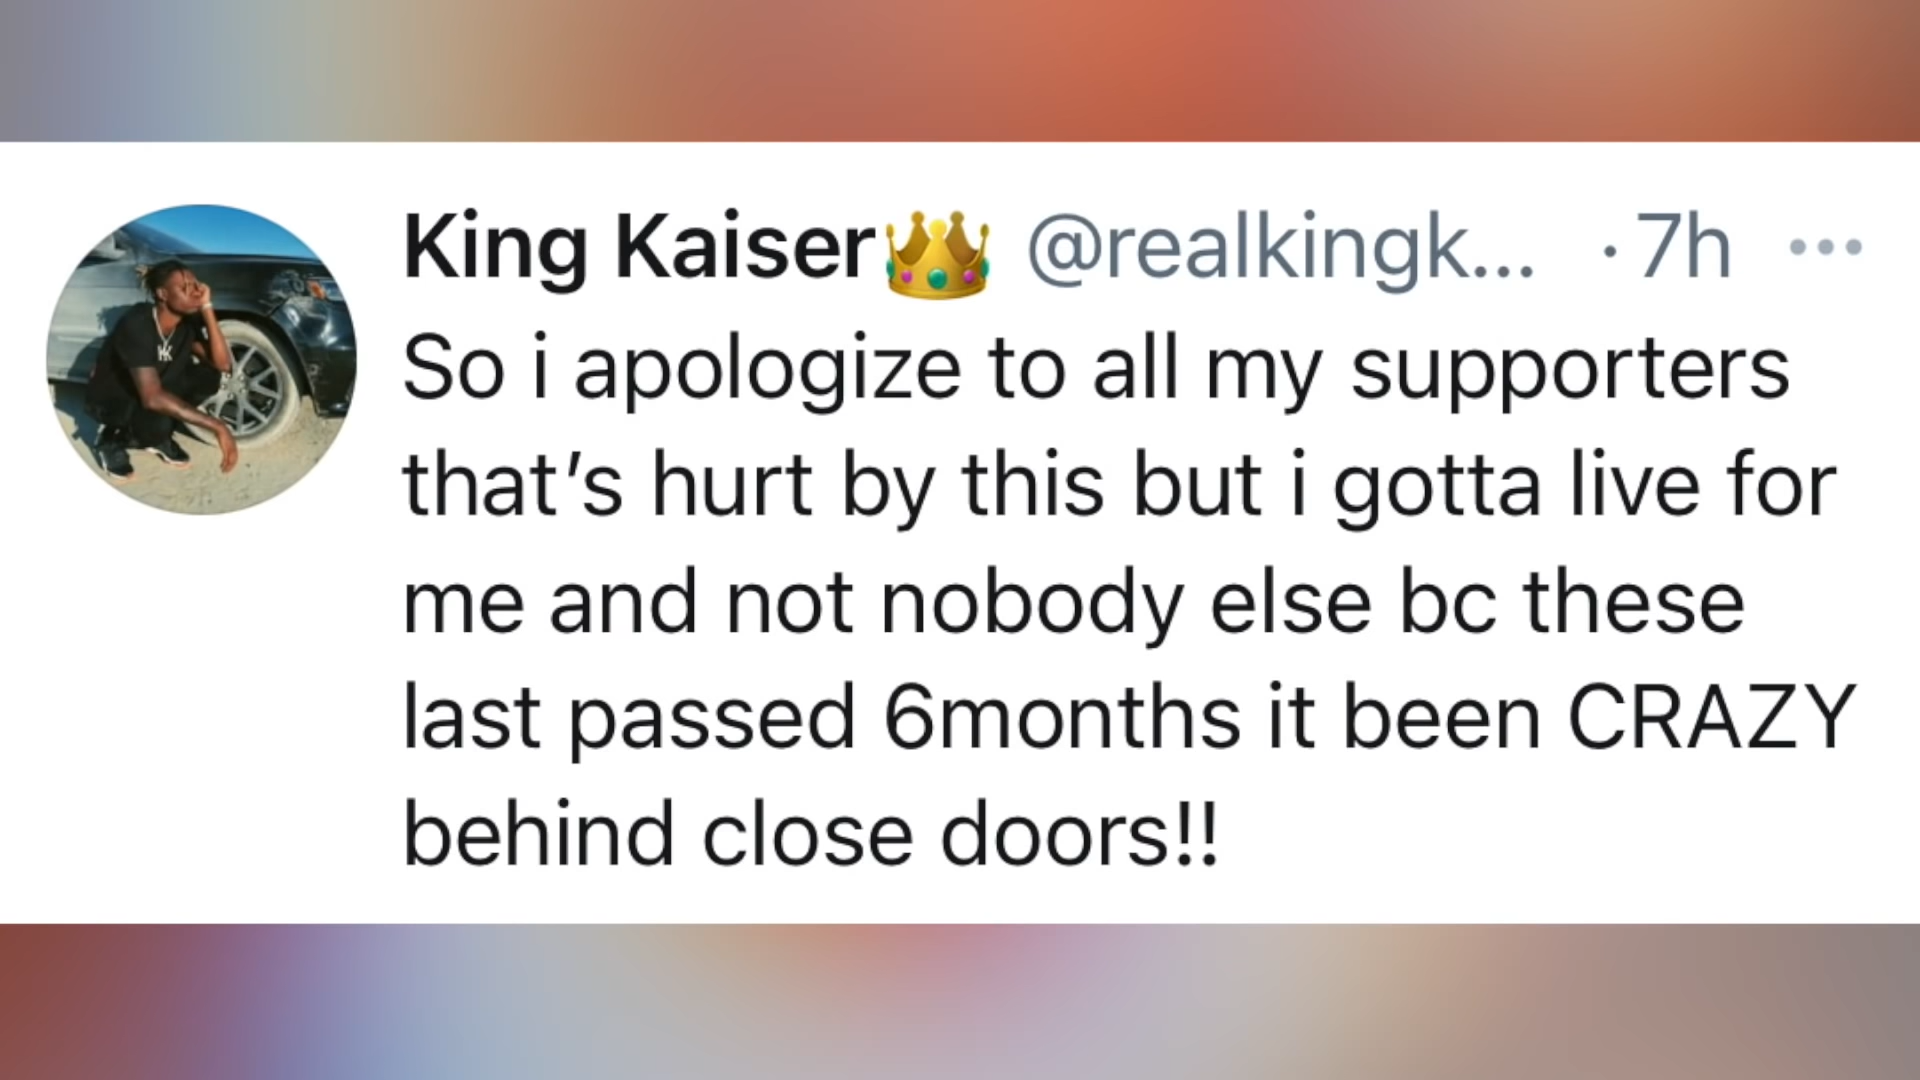 King Kaiser👑 @realkingk... · 7h ...
So i apologize to all my supporters
that's hurt by this but i gotta live for
me and not nobody else bc these
last passed 6months it been CRAZY
behind close doors!!